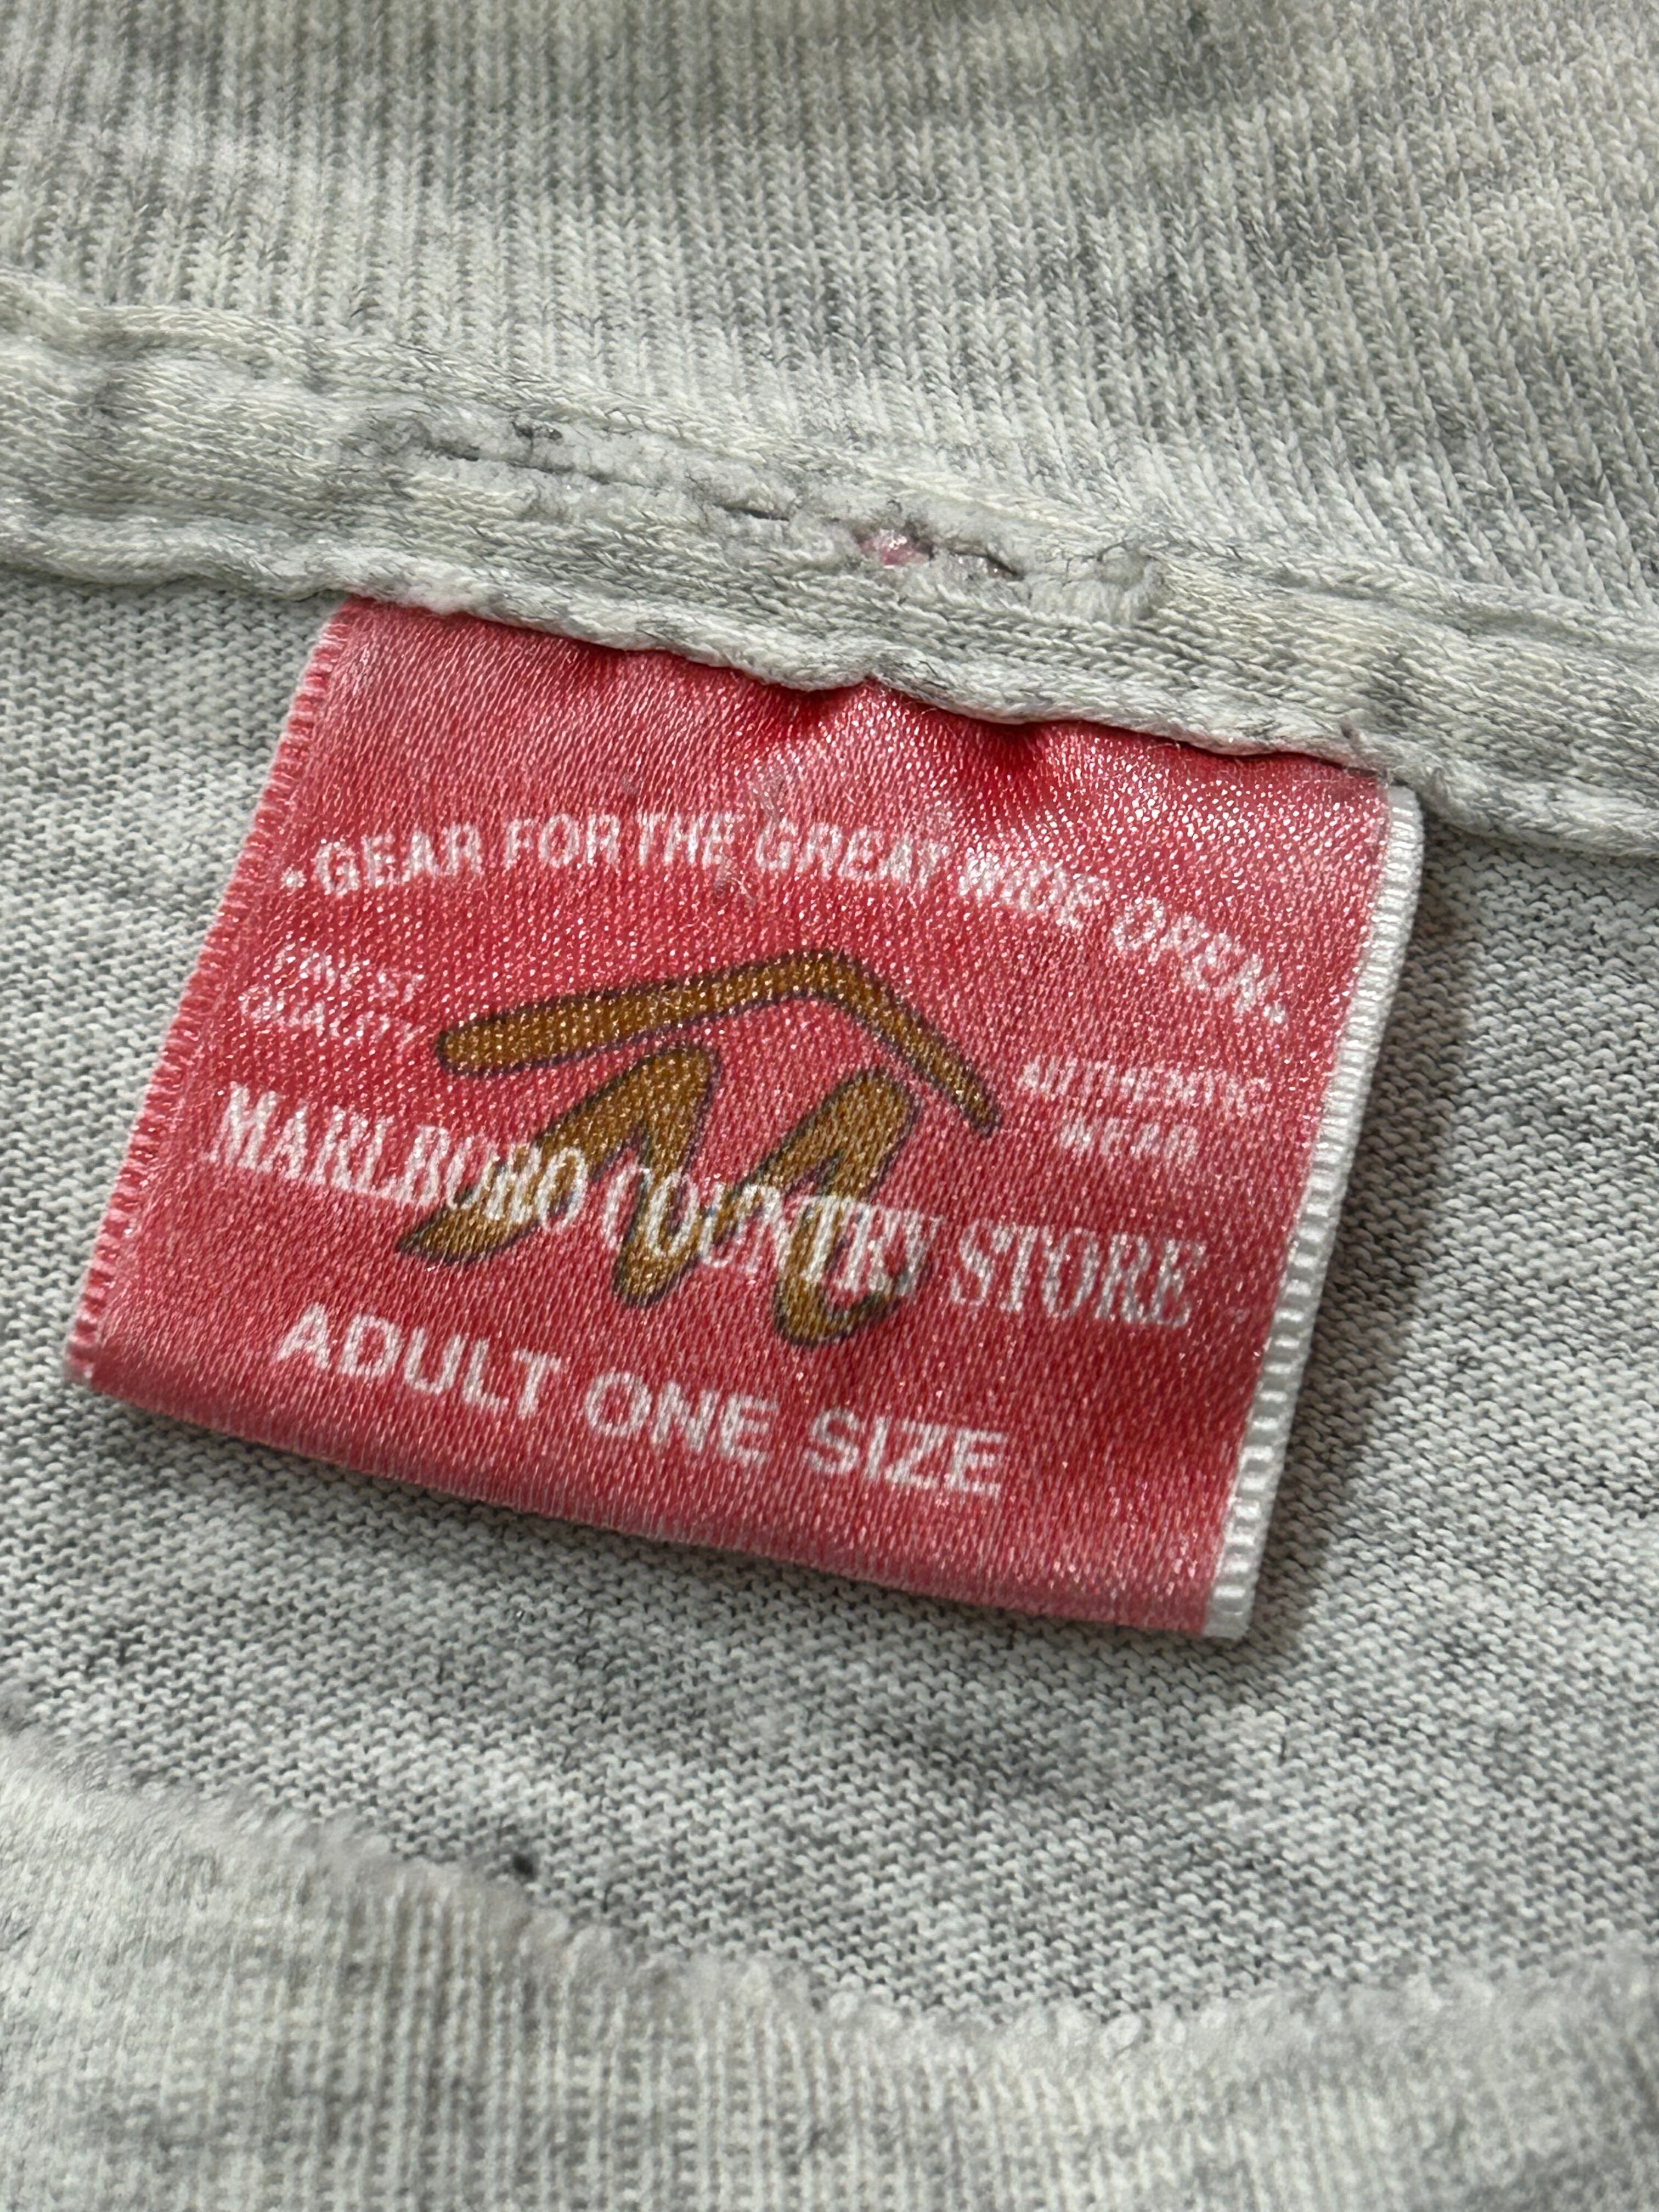 • GEAR FOR THE GREAT WIDE OPEN •
FINEST
QUALITY
AUTHENTIC
WEAR
MARLBORO COUNTRY STORE
ADULT ONE SIZE